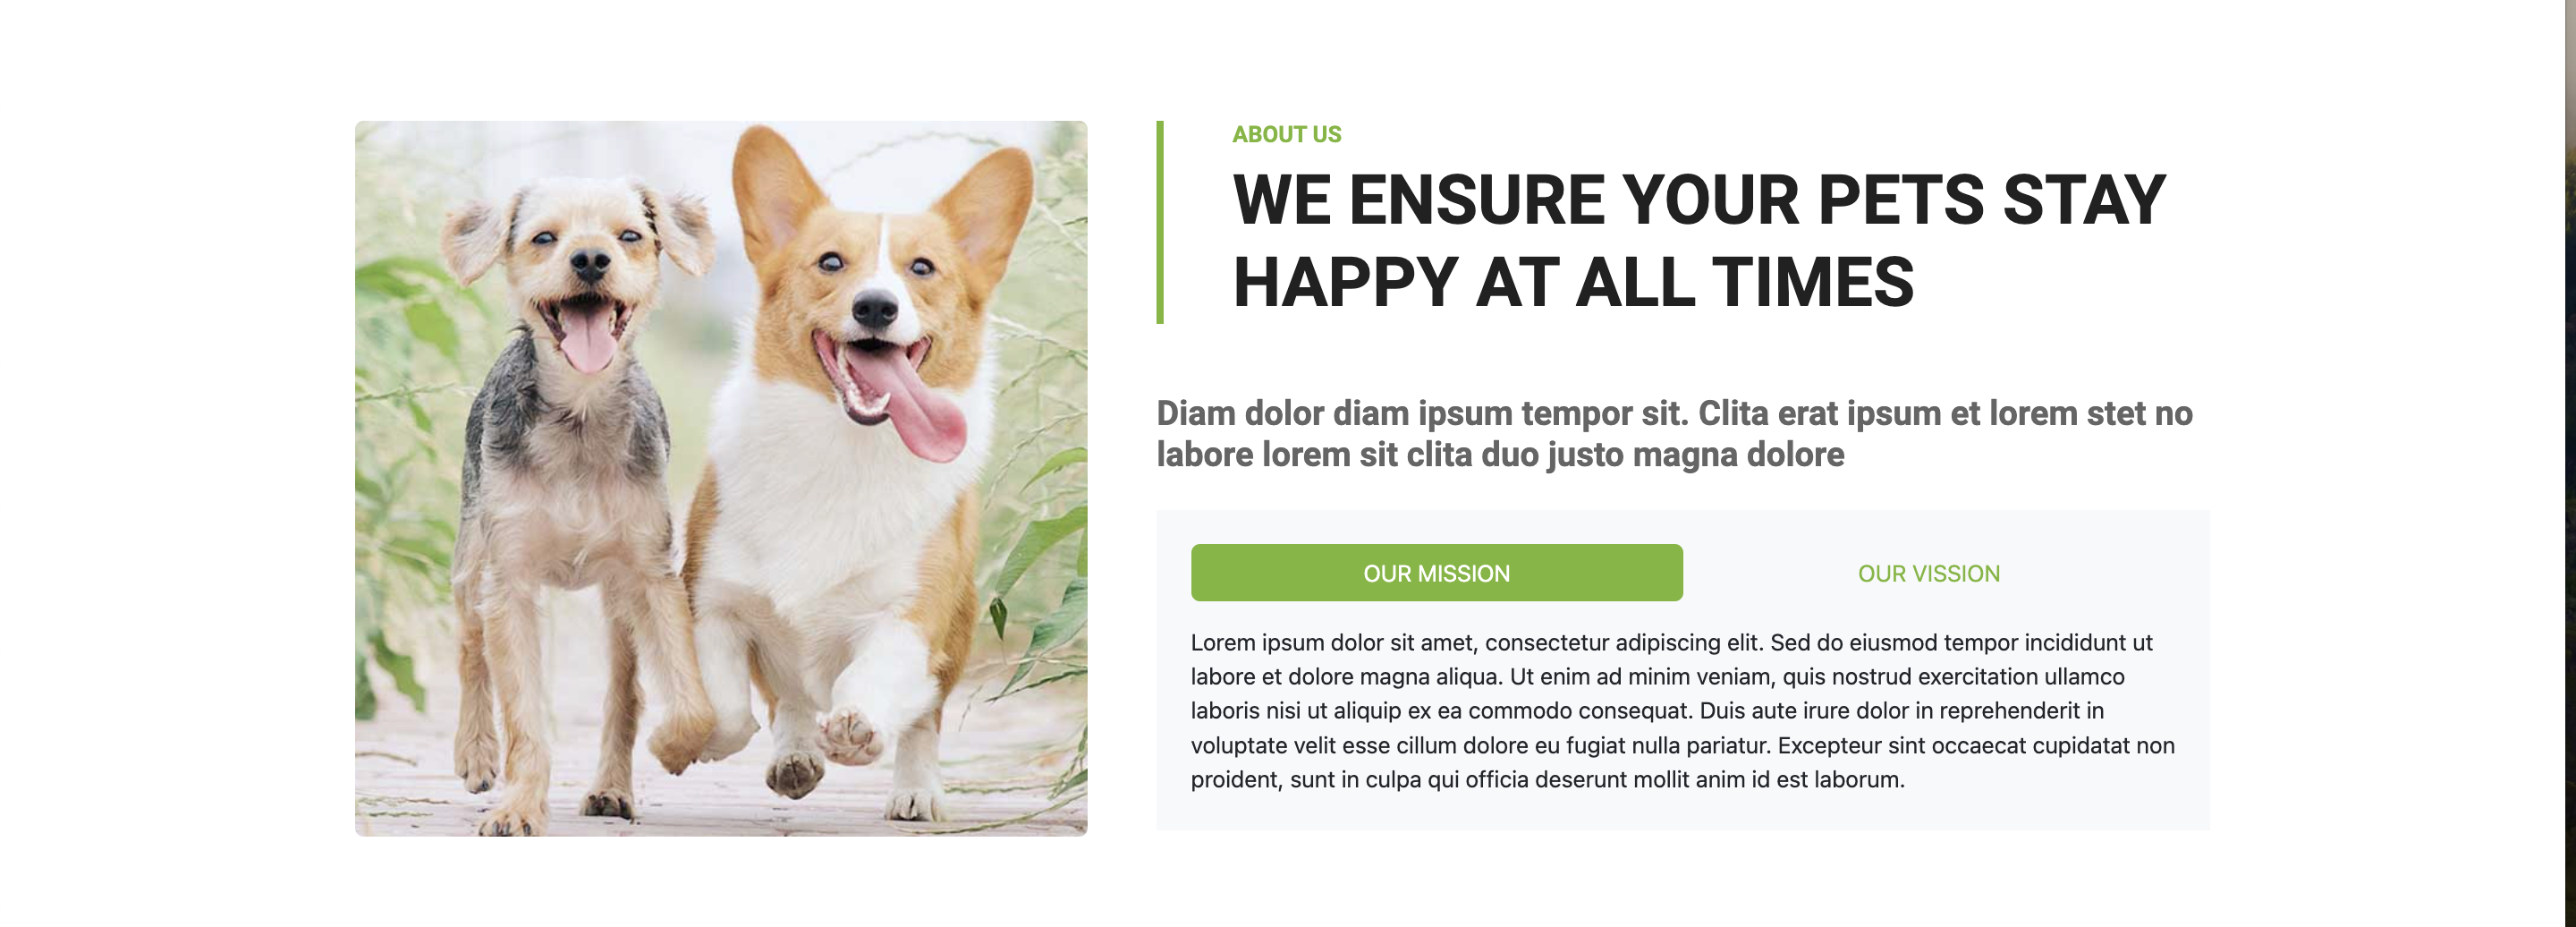 ABOUT US
WE ENSURE YOUR PETS STAY
HAPPY AT ALL TIMES
Diam dolor diam ipsum tempor sit. Clita erat ipsum et lorem stet no
labore lorem sit clita duo justo magna dolore
OUR MISSION
OUR VISSION
Lorem ipsum dolor sit amet, consectetur adipiscing elit. Sed do eiusmod tempor incididunt ut
labore et dolore magna aliqua. Ut enim ad minim veniam, quis nostrud exercitation ullamco
laboris nisi ut aliquip ex ea commodo consequat. Duis aute irure dolor in reprehenderit in
voluptate velit esse cillum dolore eu fugiat nulla pariatur. Excepteur sint occaecat cupidatat non
proident, sunt in culpa qui officia deserunt mollit anim id est laborum.